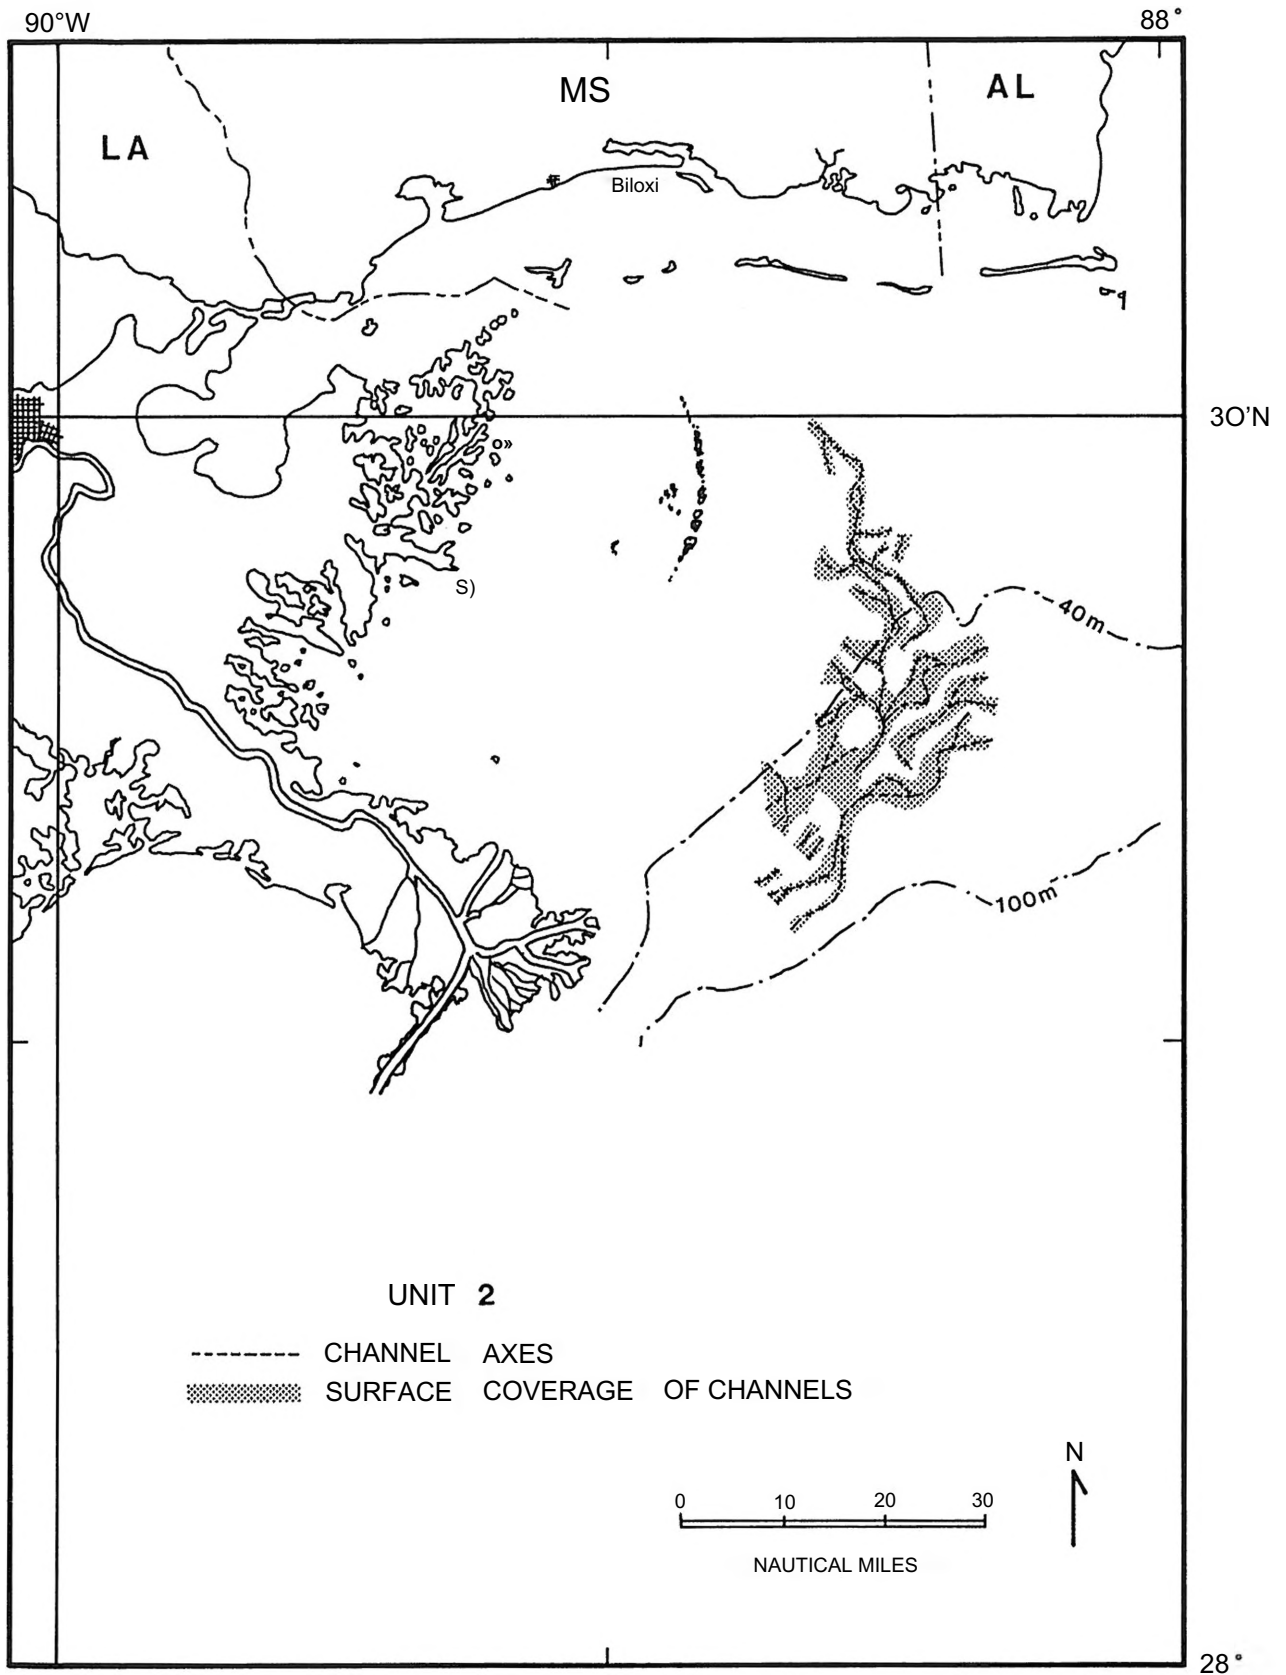 90°W
88°
MS
AL
LA
Biloxi
3O'N
o»
S)
40m
100m
UNIT 2
CHANNEL AXES
SURFACE COVERAGE OF CHANNELS
N
0 10 20 30
NAUTICAL MILES
28°